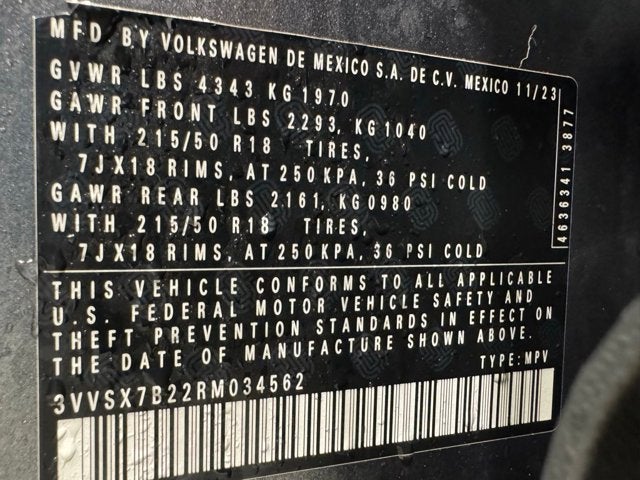 MFD BY VOLKSWAGEN DE MEXICO S.A. DE C.V. MEXICO 11/23
GVWR LBS 4343 KG 1970
GAWR FRONT LBS 2293, KG 1040
WITH 215/50 R18 TIRES,
7JX18 RIMS, AT 250 KPA, 36 PSI COLD
GAWR REAR LBS 2161, KG 0980
WITH 215/50 R18 TIRES,
7JX18 RIMS, AT 250 KPA, 36 PSI COLD
4636341 3877
THIS VEHICLE CONFORMS TO ALL APPLICABLE
U.S. FEDERAL MOTOR VEHICLE SAFETY AND
THEFT PREVENTION STANDARDS IN EFFECT ON
THE DATE OF MANUFACTURE SHOWN ABOVE.
TYPE: MPV
3VVSX7B22RM034562